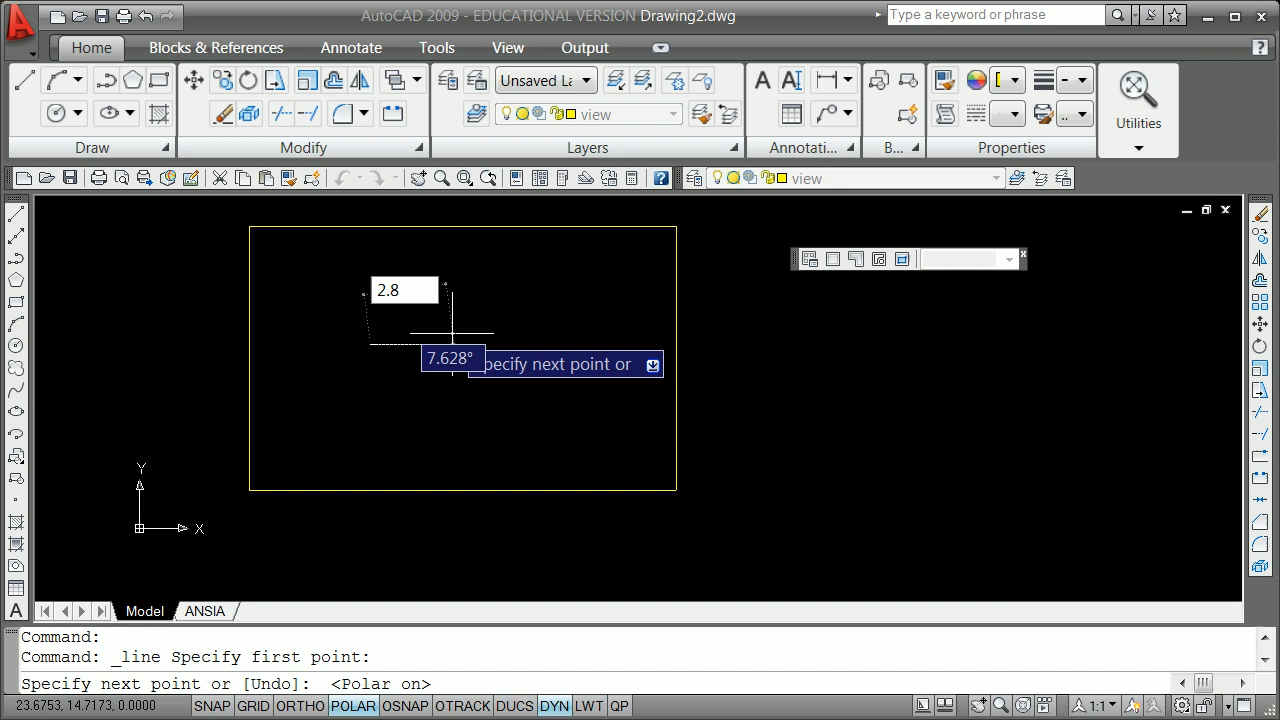 AutoCAD 2009 - EDUCATIONAL VERSION Drawing2.dwg
Type a keyword or phrase
Home Blocks & References Annotate Tools View Output
Unsaved La
view
Utilities
Draw Modify Layers Annotati... B... Properties
view
2.8
7.628°
pecify next point or
Y
X
Model ANSIA
Command:
Command: _line Specify first point:
Specify next point or [Undo]: <Polar on>
23.6753, 14.7173, 0.0000 SNAP GRID ORTHO POLAR OSNAP OTRACK DUCS DYN LWT QP 1:1